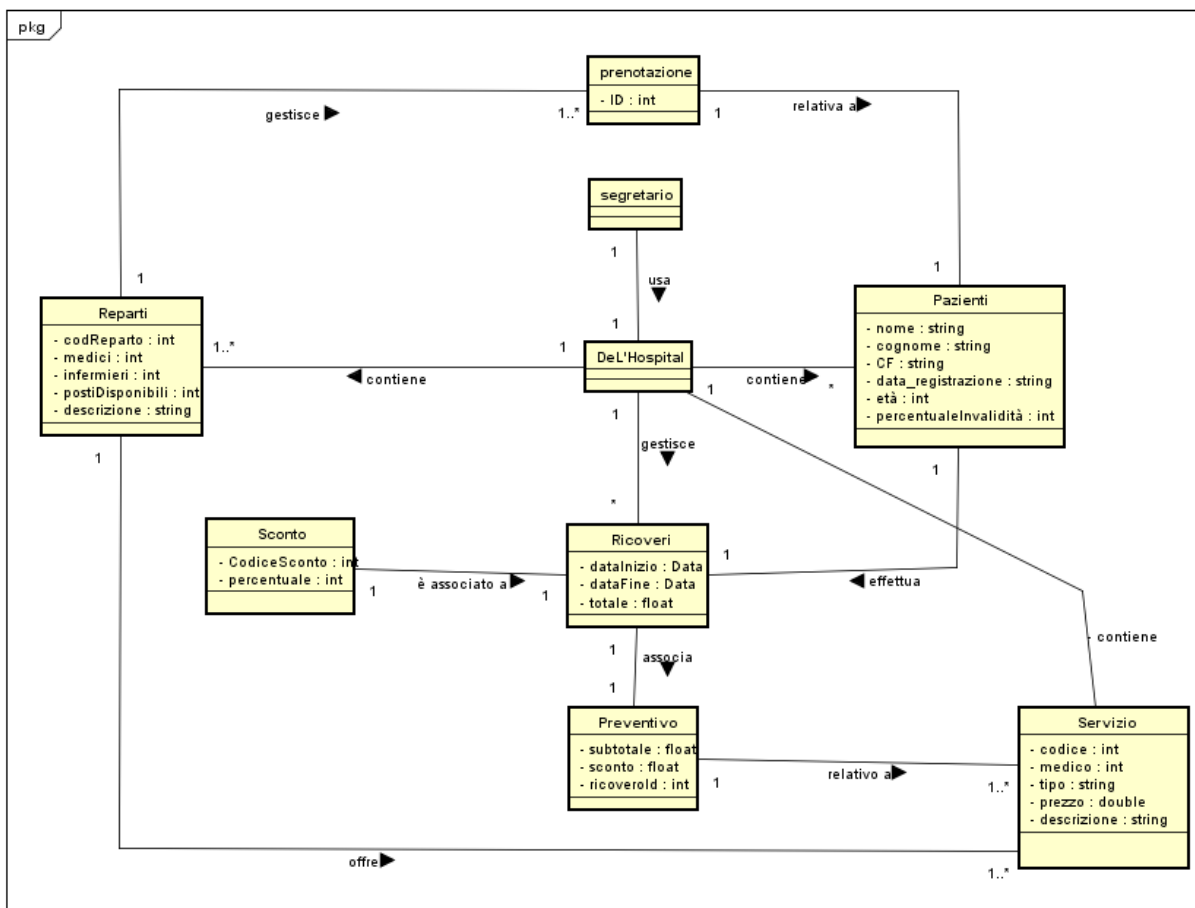 pkg
prenotazione
- ID : int
gestisce
1..*
1
relativa a
segretario
1
usa
1
1
1
Reparti
- codReparto : int
- medici : int
- infermieri : int
- postiDisponibili : int
- descrizione : string
1..*
contiene
1
DeL'Hospital
contiene
1
*
Pazienti
- nome : string
- cognome : string
- CF : string
- data_registrazione : string
- età : int
- percentualeInvalidità : int
1
1
gestisce
1
*
Sconto
- CodiceSconto : int
- percentuale : int
1
è associato a
1
Ricoveri
- dataInizio : Data
- dataFine : Data
- totale : float
1
effettua
1
associa
1
- contiene
Preventivo
- subtotale : float
- sconto : float
- ricoveroId : int
1
relativo a
1..*
Servizio
- codice : int
- medico : int
- tipo : string
- prezzo : double
- descrizione : string
offre
1..*